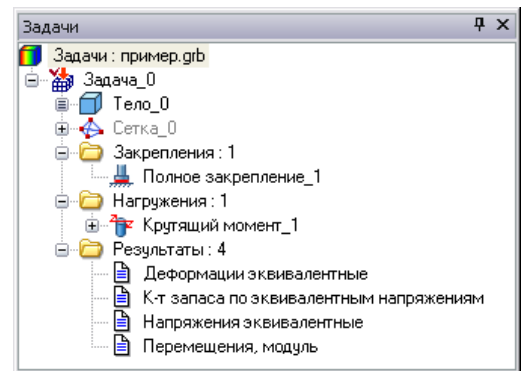 Задачи
Задачи : пример.grb
Задача_0
Тело_0
Сетка_0
Закрепления : 1
Полное закрепление_1
Нагружения : 1
Крутящий момент_1
Результаты : 4
Деформации эквивалентные
К-т запаса по эквивалентным напряжениям
Напряжения эквивалентные
Перемещения, модуль